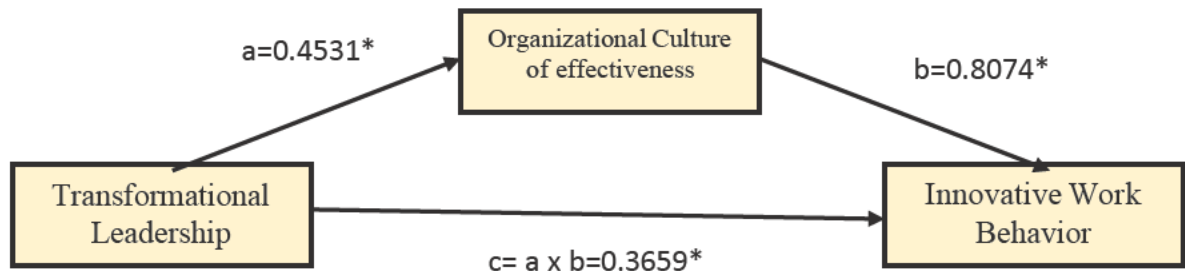 a=0.4531*
Organizational Culture
of effectiveness
b=0.8074*
Transformational
Leadership
Innovative Work
Behavior
c= a x b=0.3659*